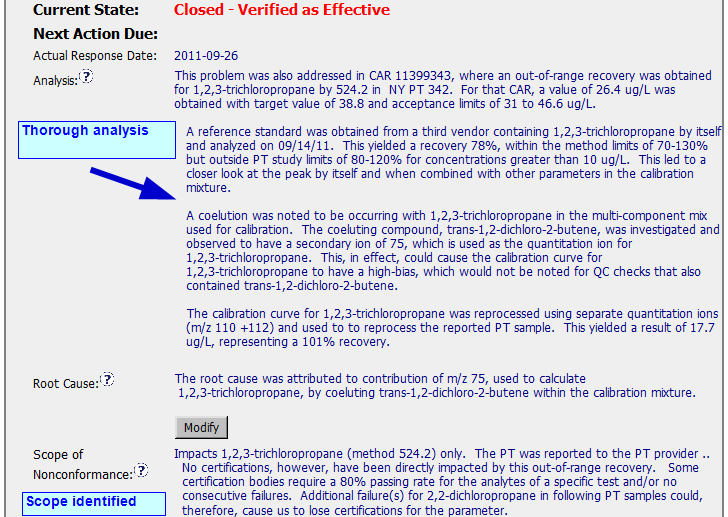 Current State: Closed - Verified as Effective
Next Action Due:
Actual Response Date: 2011-09-26
Analysis: ? This problem was also addressed in CAR 11399343, where an out-of-range recovery was obtained
for 1,2,3-trichloropropane by 524.2 in NY PT 342. For that CAR, a value of 26.4 ug/L was
obtained with target value of 38.8 and acceptance limits of 31 to 46.6 ug/L.
Thorough analysis
A reference standard was obtained from a third vendor containing 1,2,3-trichloropropane by itself
and analyzed on 09/14/11. This yielded a recovery 78%, within the method limits of 70-130%
but outside PT study limits of 80-120% for concentrations greater than 10 ug/L. This led to a
closer look at the peak by itself and when combined with other parameters in the calibration
mixture.
A coelution was noted to be occurring with 1,2,3-trichloropropane in the multi-component mix
used for calibration. The coeluting compound, trans-1,2-dichloro-2-butene, was investigated and
observed to have a secondary ion of 75, which is used as the quantitation ion for
1,2,3-trichloropropane. This, in effect, could cause the calibration curve for
1,2,3-trichloropropane to have a high-bias, which would not be noted for QC checks that also
contained trans-1,2-dichloro-2-butene.
The calibration curve for 1,2,3-trichloropropane was reprocessed using separate quantitation ions
(m/z 110 +112) and used to to reprocess the reported PT sample. This yielded a result of 17.7
ug/L, representing a 101% recovery.
Root Cause: ? The root cause was attributed to contribution of m/z 75, used to calculate
1,2,3-trichloropropane, by coeluting trans-1,2-dichloro-2-butene within the calibration mixture.
Modify
Scope of Impacts 1,2,3-trichloropropane (method 524.2) only. The PT was reported to the PT provider ..
Nonconformance: ? No certifications, however, have been directly impacted by this out-of-range recovery. Some
certification bodies require a 80% passing rate for the analytes of a specific test and/or no
Scope identified consecutive failures. Additional failure(s) for 2,2-dichloropropane in following PT samples could,
therefore, cause us to lose certifications for the parameter.